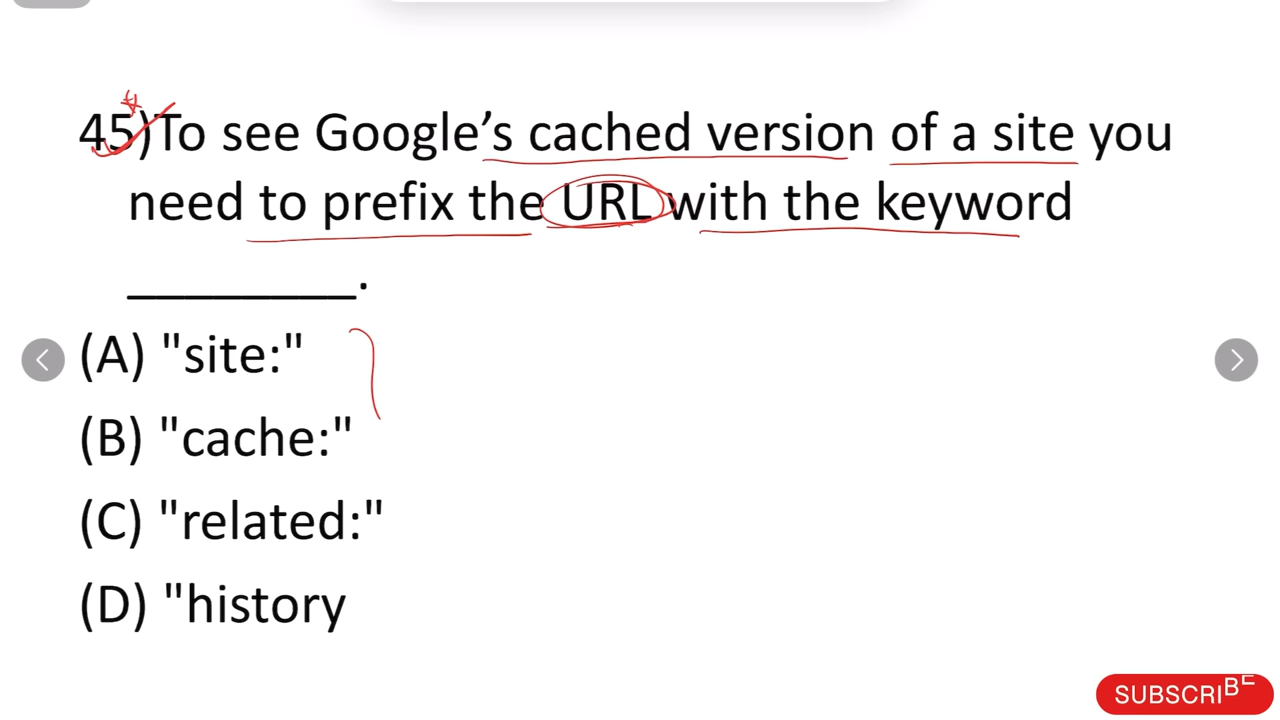 45)To see Google’s cached version of a site you
need to prefix the URL with the keyword
_________.
(A) "site:"
(B) "cache:"
(C) "related:"
(D) "history
SUBSCRIBE